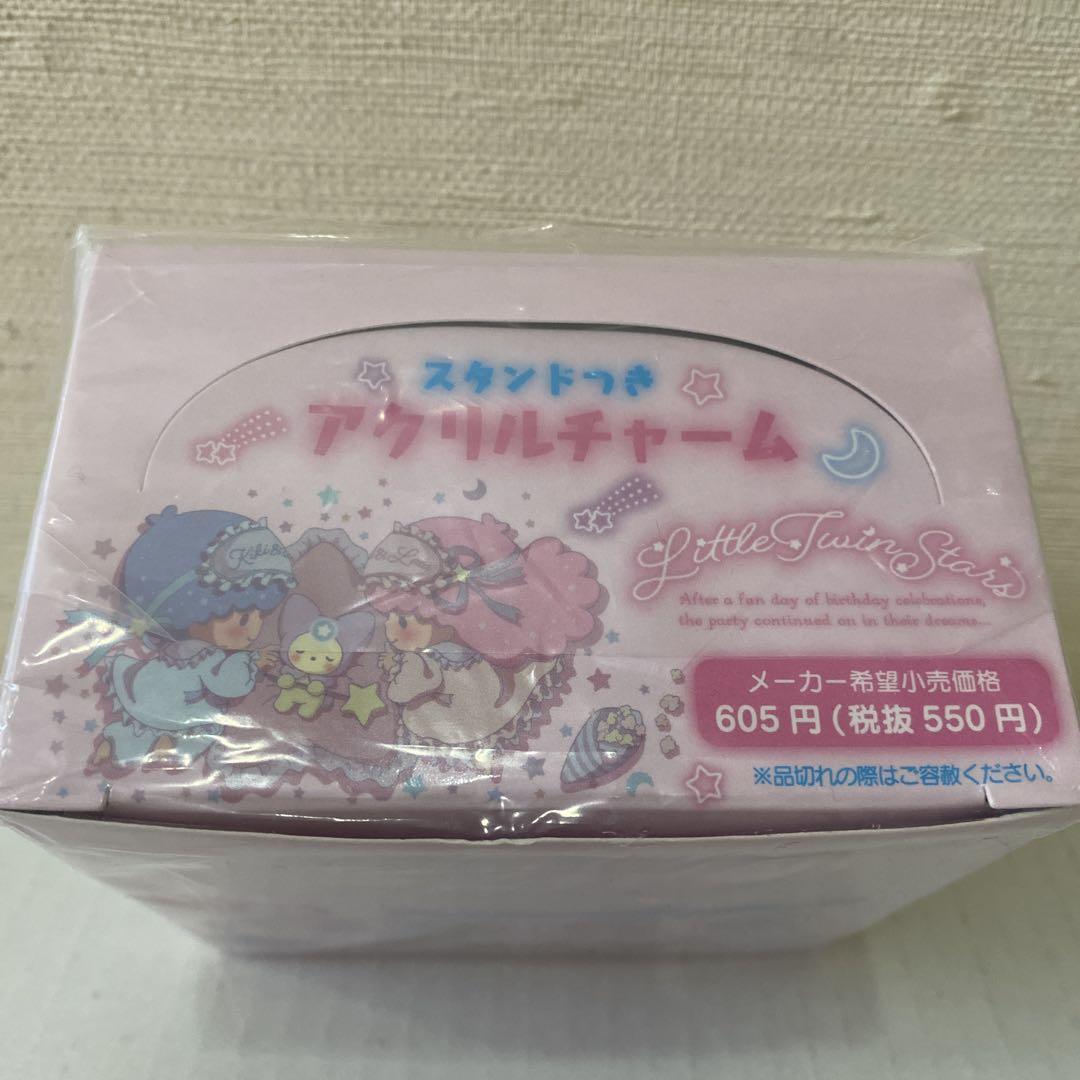 スタンドつき
アクリルチャーム
Little Twin Stars
After a fun day of birthday celebrations,
the party continued on in their dreams...
メーカー希望小売価格
605円(税抜550円)
※品切れの際はご容赦ください。